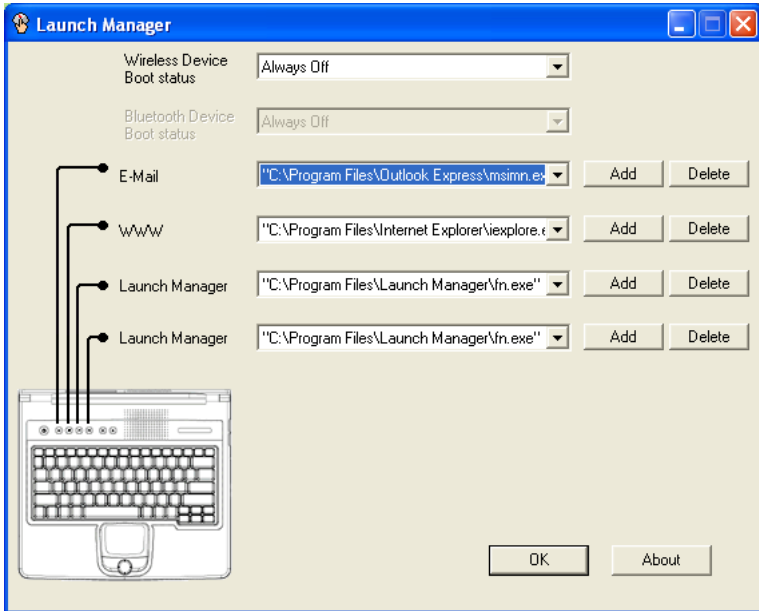 Launch Manager
Wireless Device
Boot status
Always Off
Bluetooth Device
Boot status
Always Off
E-Mail
"C:\Program Files\Outlook Express\msimn.ex
Add
Delete
WWW
"C:\Program Files\Internet Explorer\iexplore.e
Add
Delete
Launch Manager
"C:\Program Files\Launch Manager\fn.exe"
Add
Delete
Launch Manager
"C:\Program Files\Launch Manager\fn.exe"
Add
Delete
OK
About